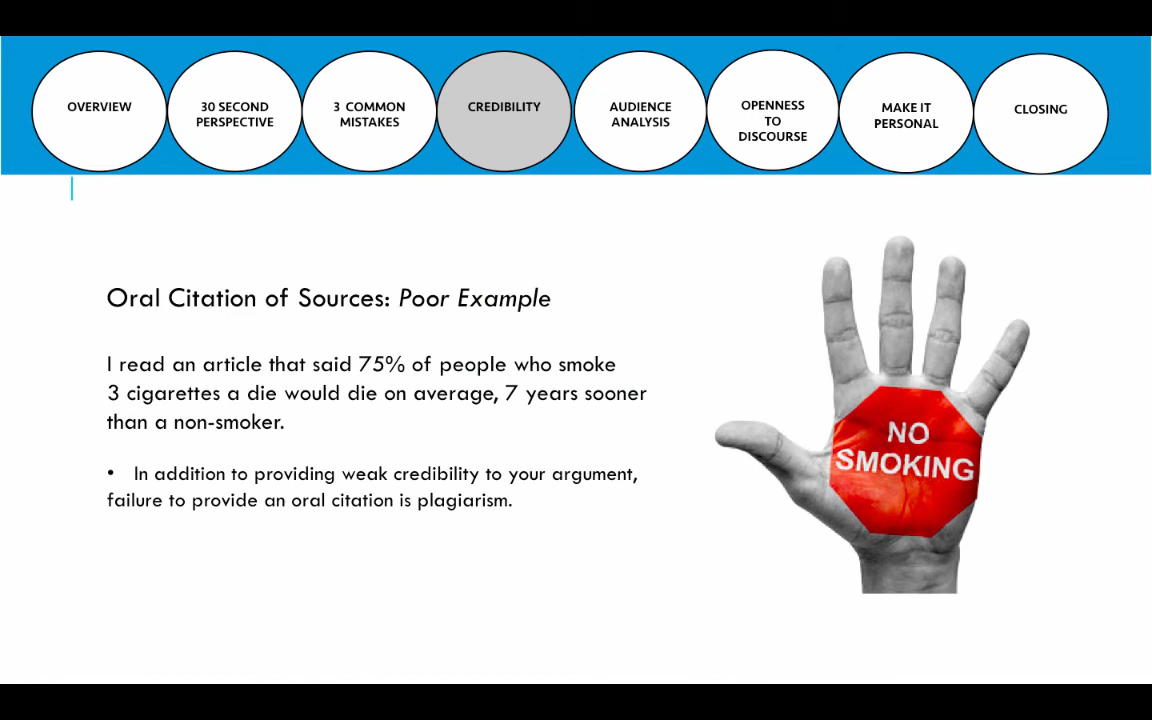 OVERVIEW
30 SECOND
PERSPECTIVE
3 COMMON
MISTAKES
CREDIBILITY
AUDIENCE
ANALYSIS
OPENNESS
TO
DISCOURSE
MAKE IT
PERSONAL
CLOSING
Oral Citation of Sources: Poor Example
I read an article that said 75% of people who smoke
3 cigarettes a die would die on average, 7 years sooner
than a non-smoker.
• In addition to providing weak credibility to your argument,
failure to provide an oral citation is plagiarism.
NO
SMOKING